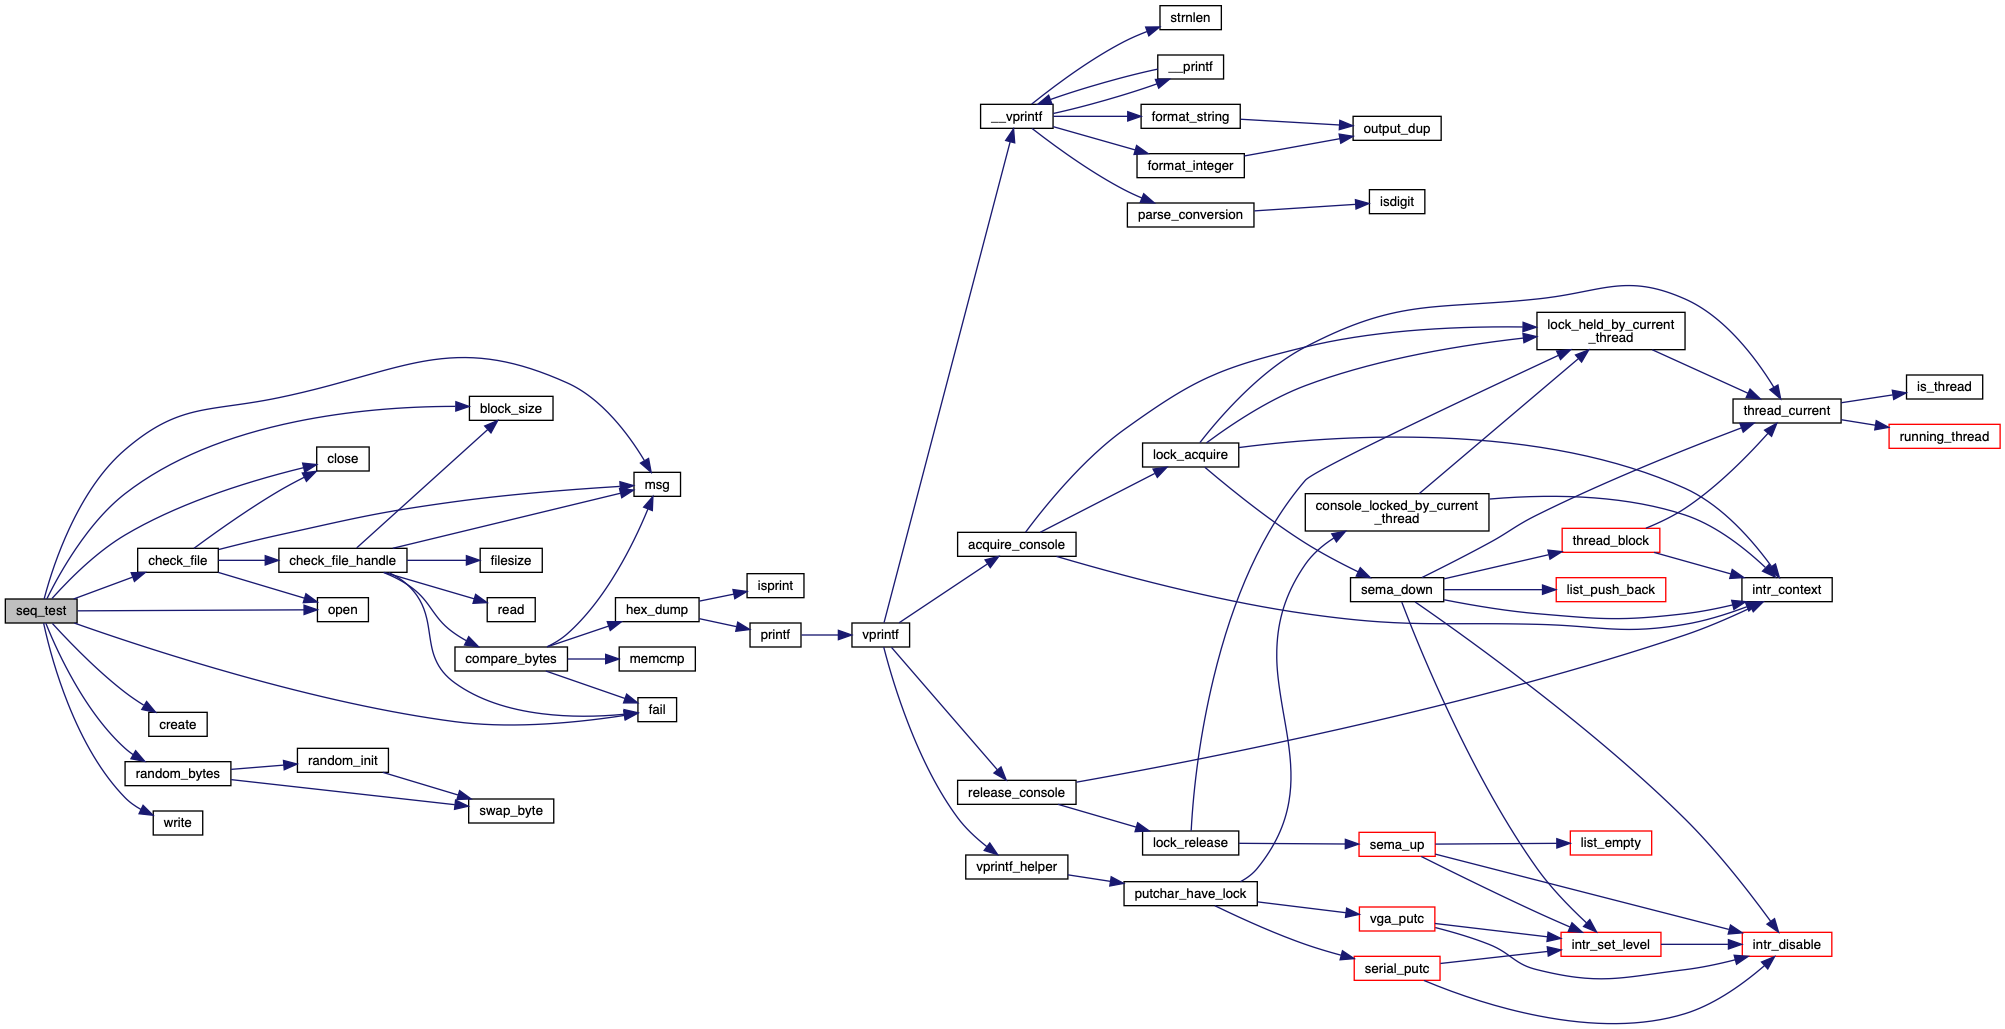 strnlen
__printf
__vprintf
format_string
output_dup
format_integer
isdigit
parse_conversion
lock_held_by_current
_thread
is_thread
thread_current
running_thread
block_size
close
lock_acquire
msg
console_locked_by_current
_thread
acquire_console
thread_block
check_file
check_file_handle
filesize
isprint
sema_down
list_push_back
intr_context
seq_test
open
read
hex_dump
printf
vprintf
compare_bytes
memcmp
fail
create
random_init
random_bytes
release_console
swap_byte
write
lock_release
sema_up
list_empty
vprintf_helper
putchar_have_lock
vga_putc
intr_set_level
intr_disable
serial_putc